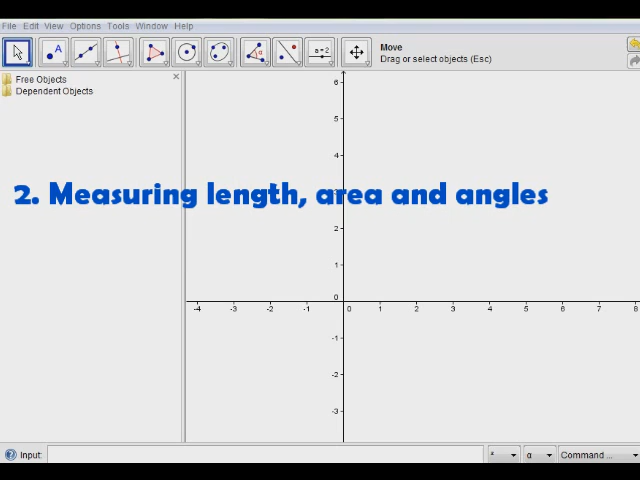 File Edit View Options Tools Window Help
A
α
a=2
Move
Drag or select objects (Esc)
Free Objects
Dependent Objects
2. Measuring length, area and angles
6
5
4
2
1
0
-4 -3 -2 -1 0 1 2 3 4 5 6 7 8
-1
-2
-3
Input:
α
Command ...